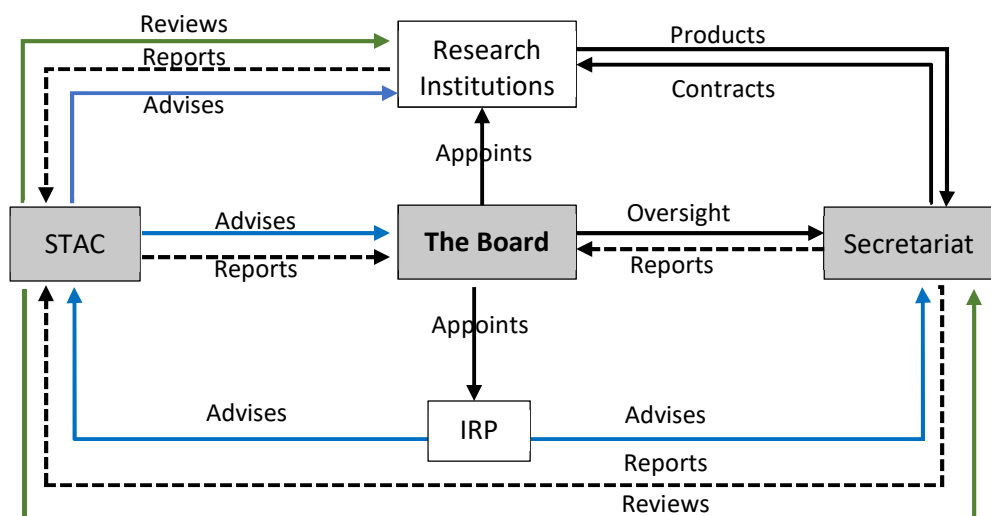 Reviews
Reports
Advises
Research
Institutions
Products
Contracts
Appoints
STAC
Advises
Reports
The Board
Oversight
Reports
Secretariat
Appoints
Advises
IRP
Advises
Reports
Reviews